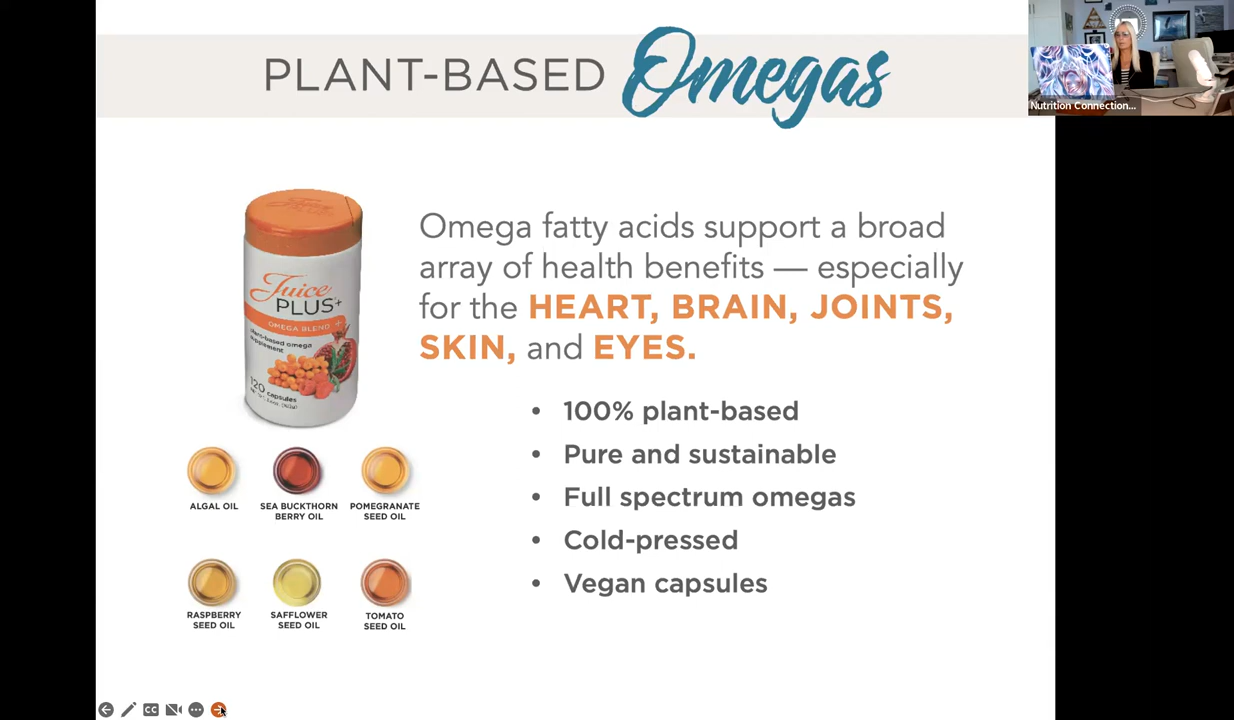 PLANT-BASED Omegas
Nutrition Connection...
Omega fatty acids support a broad
array of health benefits — especially
for the HEART, BRAIN, JOINTS,
SKIN, and EYES.
Juice
PLUS+
OMEGA BLEND +
plant-based omega
supplement
120 capsules
• 100% plant-based
• Pure and sustainable
• Full spectrum omegas
• Cold-pressed
• Vegan capsules
ALGAL OIL
SEA BUCKTHORN
BERRY OIL
POMEGRANATE
SEED OIL
RASPBERRY
SEED OIL
SAFFLOWER
SEED OIL
TOMATO
SEED OIL
CC